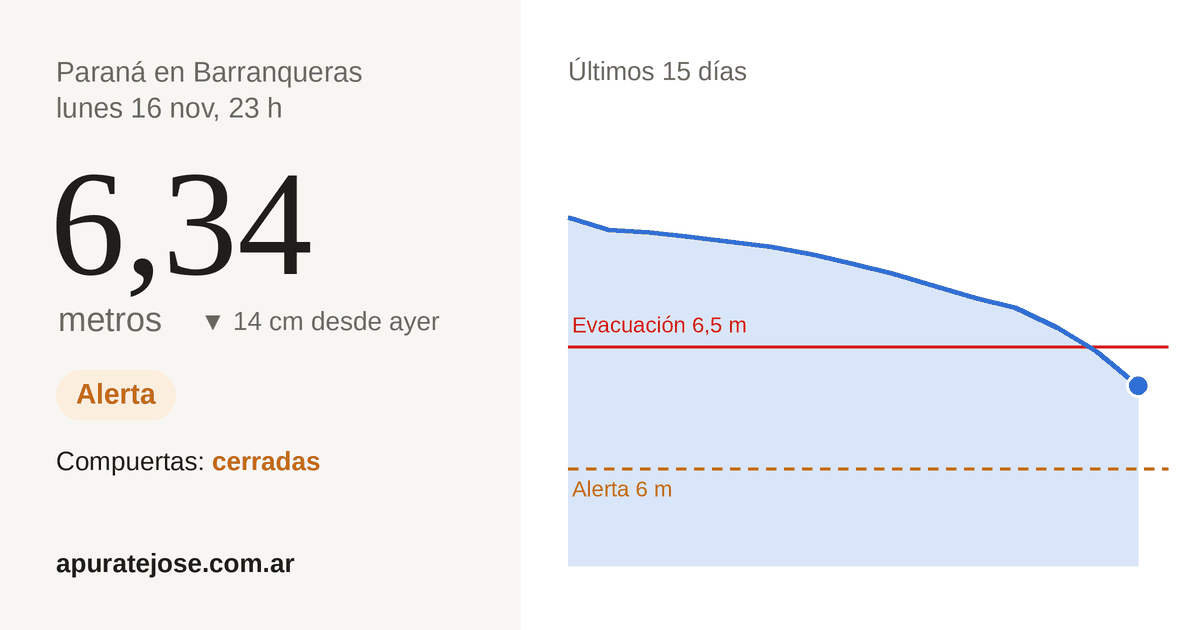 Paraná en Barranqueras
lunes 16 nov, 23 h
6,34
metros ▼ 14 cm desde ayer
Alerta
Compuertas: cerradas
apuratejose.com.ar
Últimos 15 días
Evacuación 6,5 m
Alerta 6 m